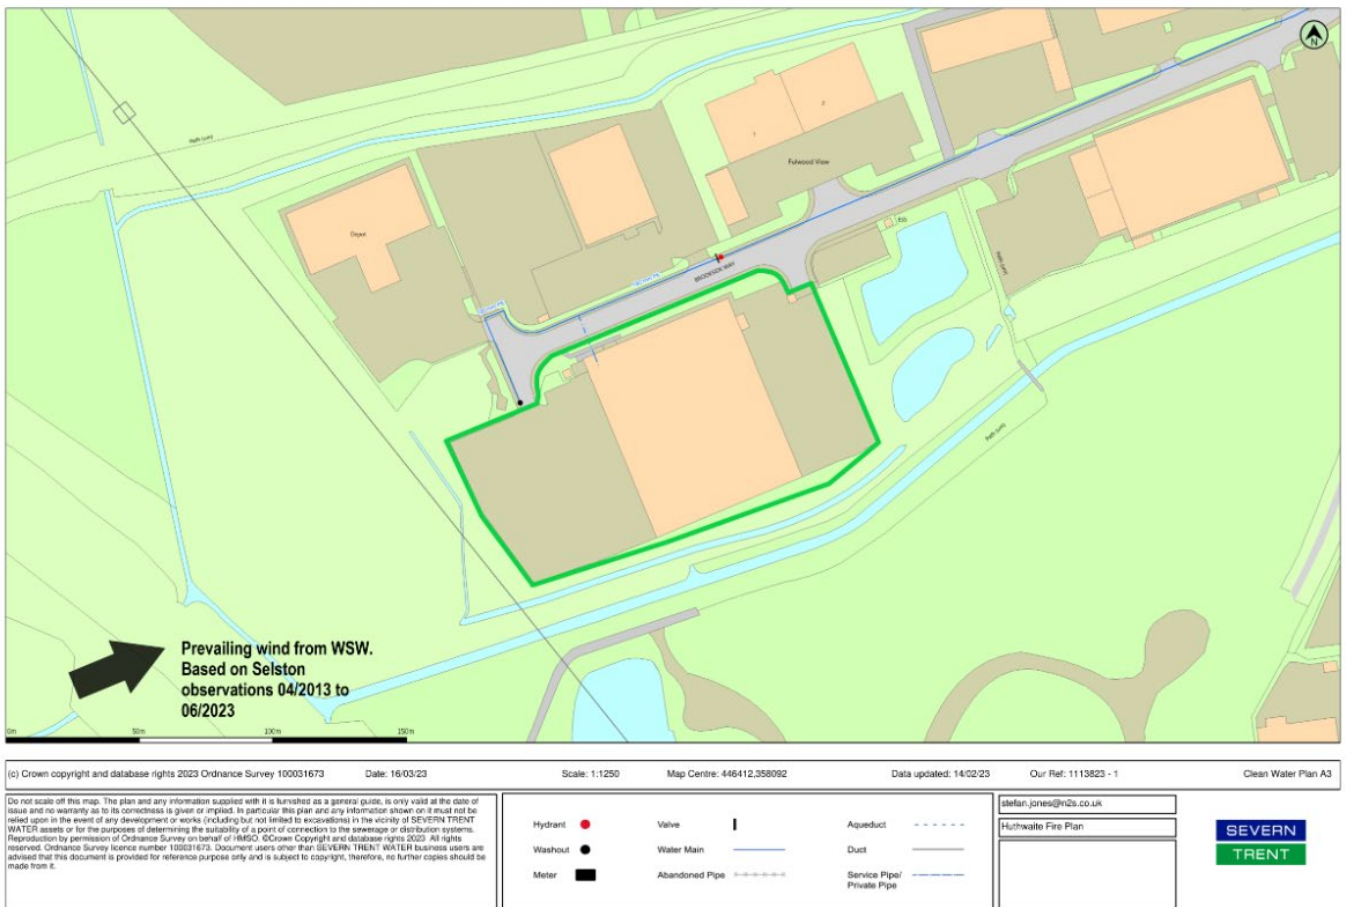 N
Path (um)
2
1
Fulwood View
Depot
ESS
BROOKSIDE WAY
Path (um)
Path (um)
Prevailing wind from WSW.
Based on Selston
observations 04/2013 to
06/2023
0m 50m 100m 150m
(c) Crown copyright and database rights 2023 Ordnance Survey 100031673 Date: 16/03/23 Scale: 1:1250 Map Centre: 446412,358092 Data updated: 14/02/23 Our Ref: 1113823 - 1 Clean Water Plan A3
Do not scale off this map. The plan and any information supplied with it is furnished as a general guide, is only valid at the date of
issue and no warranty as to its correctness is given or implied. In particular this plan and any information shown on it must not be
relied upon in the event of any development or works (including but not limited to excavations) in the vicinity of SEVERN TRENT
WATER assets or for the purposes of determining the suitability of a point of connection to the sewerage or distribution systems.
Reproduction by permission of Ordnance Survey on behalf of HMSO. ©Crown Copyright and database rights 2023. All rights
reserved. Ordnance Survey licence number 100031673. Document users other than SEVERN TRENT WATER business users are
advised that this document is provided for reference purpose only and is subject to copyright, therefore, no further copies should be
made from it.
Hydrant Valve Aqueduct
Washout Water Main Duct
Meter Abandoned Pipe Service Pipe/
Private Pipe
stefan.jones@n2s.co.uk
Huthwaite Fire Plan
SEVERN
TRENT